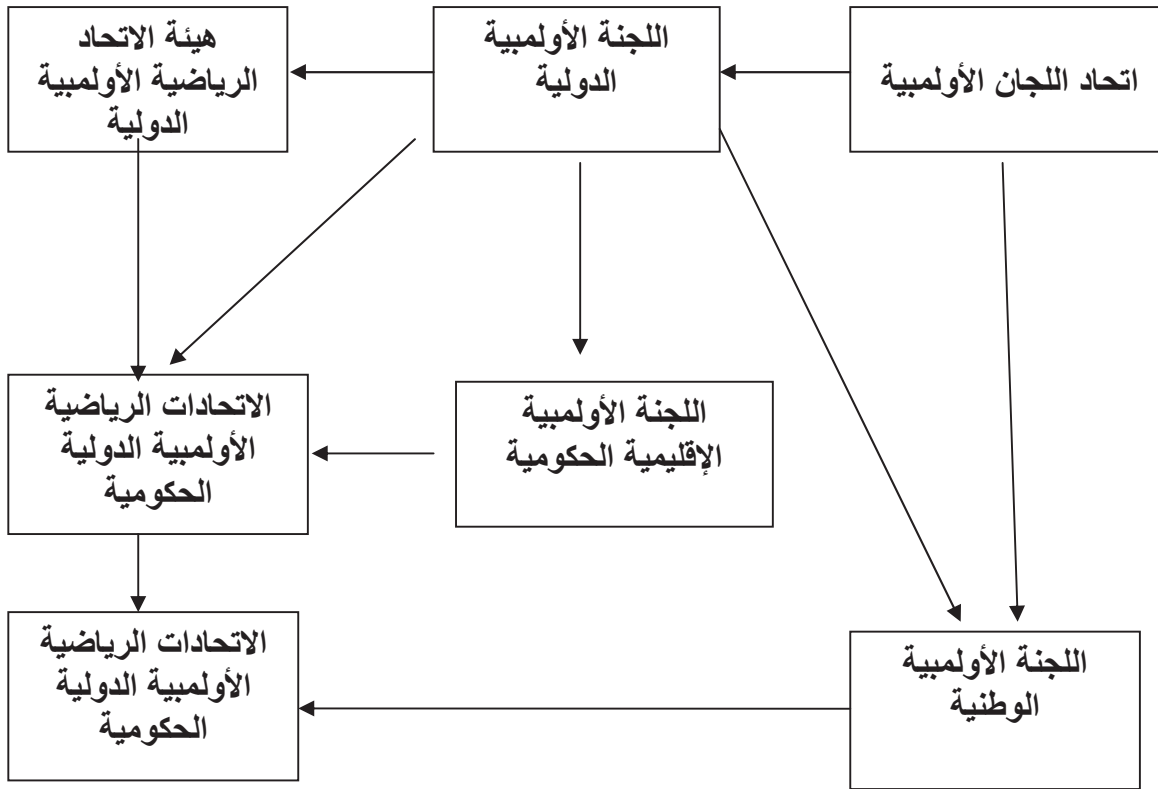 اتحاد اللجان الأولمبية
اللجنة الأولمبية
الدولية
هيئة الاتحاد
الرياضية الأولمبية
الدولية
اللجنة الأولمبية
الإقليمية الحكومية
الاتحادات الرياضية
الأولمبية الدولية
الحكومية
اللجنة الأولمبية
الوطنية
الاتحادات الرياضية
الأولمبية الدولية
الحكومية